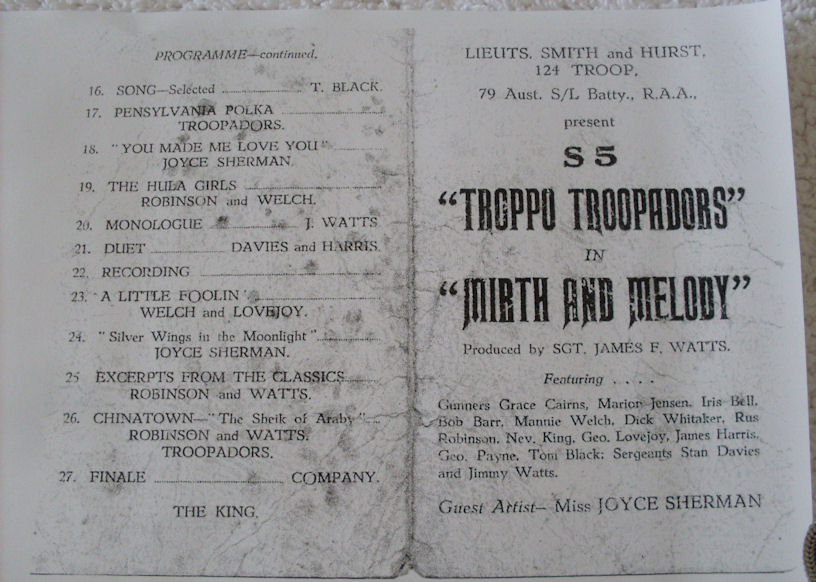 PROGRAMME—continued.
16. SONG—Selected ........ T. BLACK.
17. PENSYLVANIA POLKA ........
TROOPADORS.
18. "YOU MADE ME LOVE YOU" ........
JOYCE SHERMAN.
19. THE HULA GIRLS ........
ROBINSON and WELCH.
20. MONOLOGUE ........ J. WATTS
21. DUET ........ DAVIES and HARRIS.
22. RECORDING ........
23. "A LITTLE FOOLIN' ........
WELCH and LOVEJOY.
24. "Silver Wings in the Moonlight" ........
JOYCE SHERMAN.
25 EXCERPTS FROM THE CLASSICS ........
ROBINSON and WATTS.
26. CHINATOWN—"The Sheik of Araby" ....
ROBINSON and WATTS.
TROOPADORS.
27. FINALE ........ COMPANY.
THE KING.
LIEUTS. SMITH and HURST,
124 TROOP,
79 Aust. S/L Batty., R.A.A.,
present
S 5
"TROPPO TROOPADORS"
IN
"MIRTH AND MELODY"
Produced by SGT. JAMES F. WATTS.
Featuring . . . .
Gunners Grace Cairns, Marion Jensen, Iris Bell,
Bob Barr, Mannie Welch, Dick Whitaker, Rus
Robinson, Nev. King, Geo. Lovejoy, James Harris,
Geo. Payne, Tom Black; Sergeants Stan Davies
and Jimmy Watts.
Guest Artist— Miss JOYCE SHERMAN